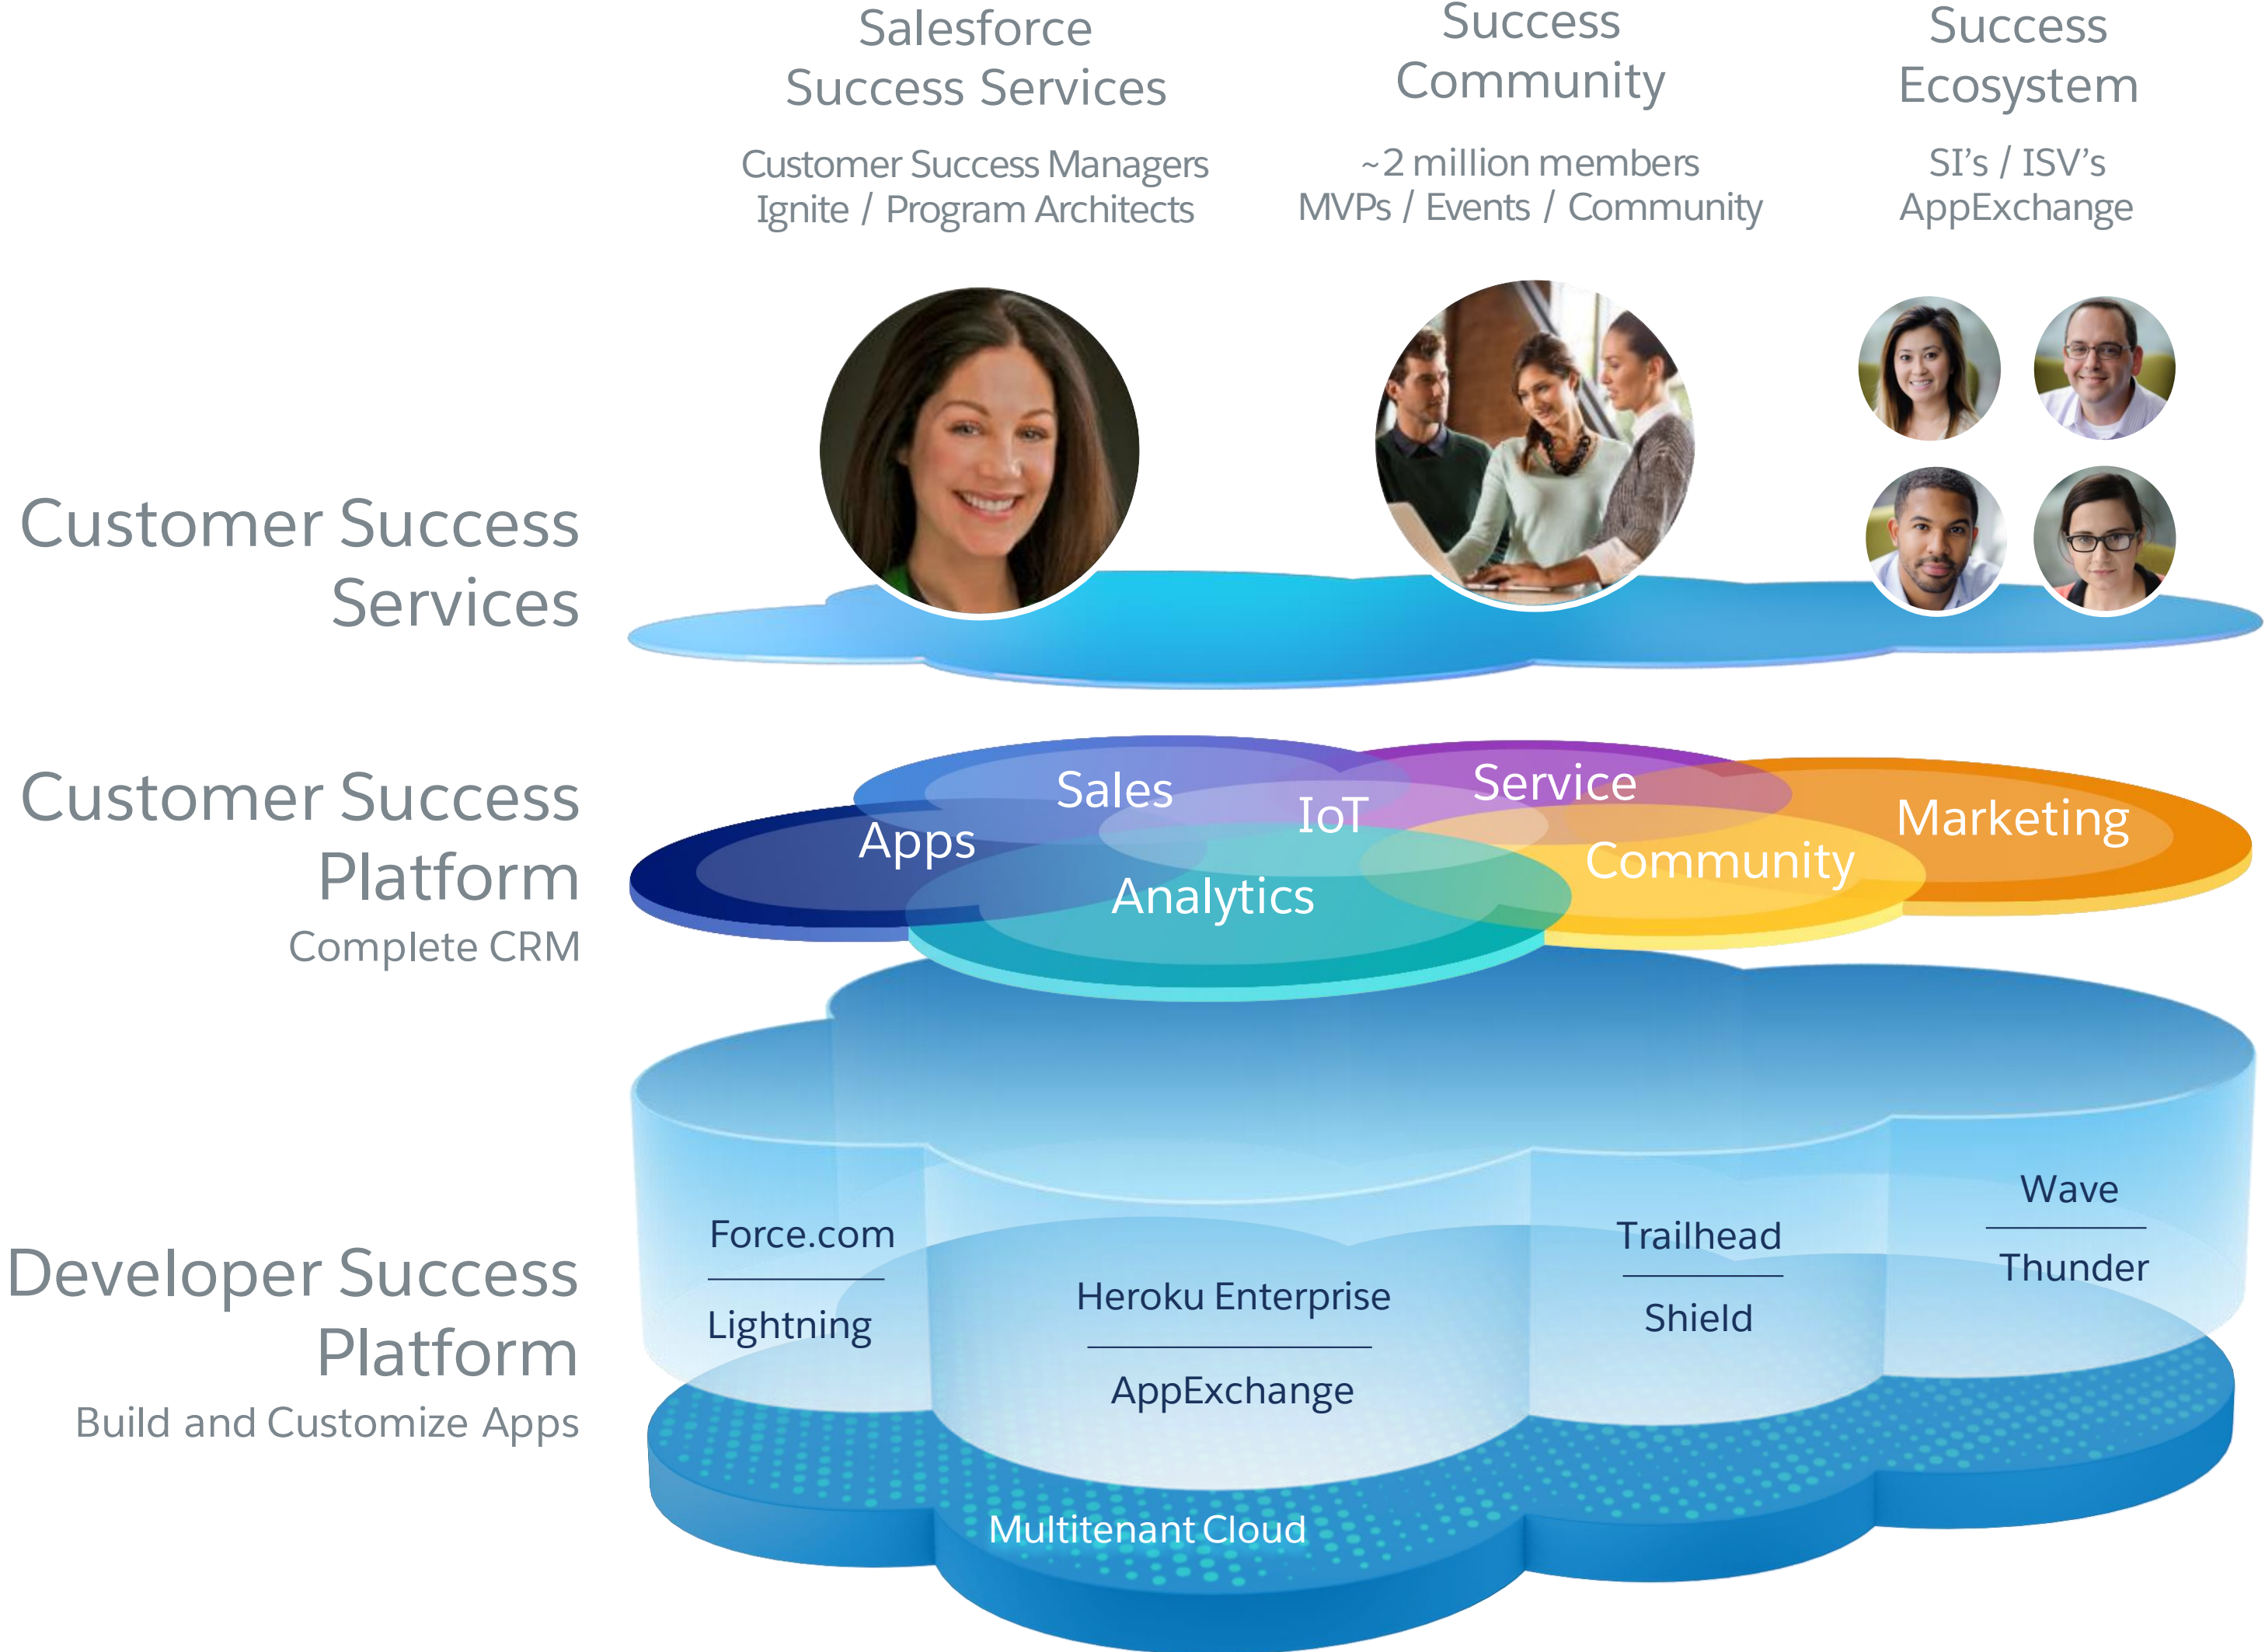 Salesforce
Success Services
Customer Success Managers
Ignite / Program Architects
Success
Community
~2 million members
MVPs / Events / Community
Success
Ecosystem
SI's / ISV's
AppExchange
Customer Success
Services
Customer Success
Platform
Complete CRM
Sales
Service
IoT
Marketing
Apps
Community
Analytics
Developer Success
Platform
Build and Customize Apps
Force.com
Lightning
Heroku Enterprise
AppExchange
Trailhead
Shield
Wave
Thunder
Multitenant Cloud